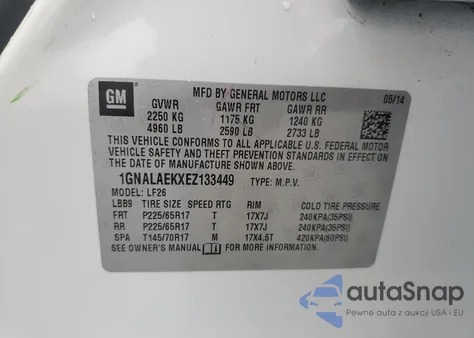 GM
MFD BY GENERAL MOTORS LLC 05/14
GVWR GAWR FRT GAWR RR
2250 KG 1175 KG 1240 KG
4960 LB 2590 LB 2733 LB
THIS VEHICLE CONFORMS TO ALL APPLICABLE U.S. FEDERAL MOTOR
VEHICLE SAFETY AND THEFT PREVENTION STANDARDS IN EFFECT ON
THE DATE OF MANUFACTURE SHOWN ABOVE.
1GNALAEKXEZ133449 TYPE: M.P.V.
MODEL: LF26
LBB9 TIRE SIZE SPEED RTG RIM COLD TIRE PRESSURE
FRT P225/65R17 T 17X7J 240KPA(35PSI)
RR P225/65R17 T 17X7J 240KPA(35PSI)
SPA T145/70R17 M 17X4.5T 420KPA(60PSI)
SEE OWNER'S MANUAL FOR MORE INFORMATION.
autaSnap
Pewne auta z aukcji USA - EU